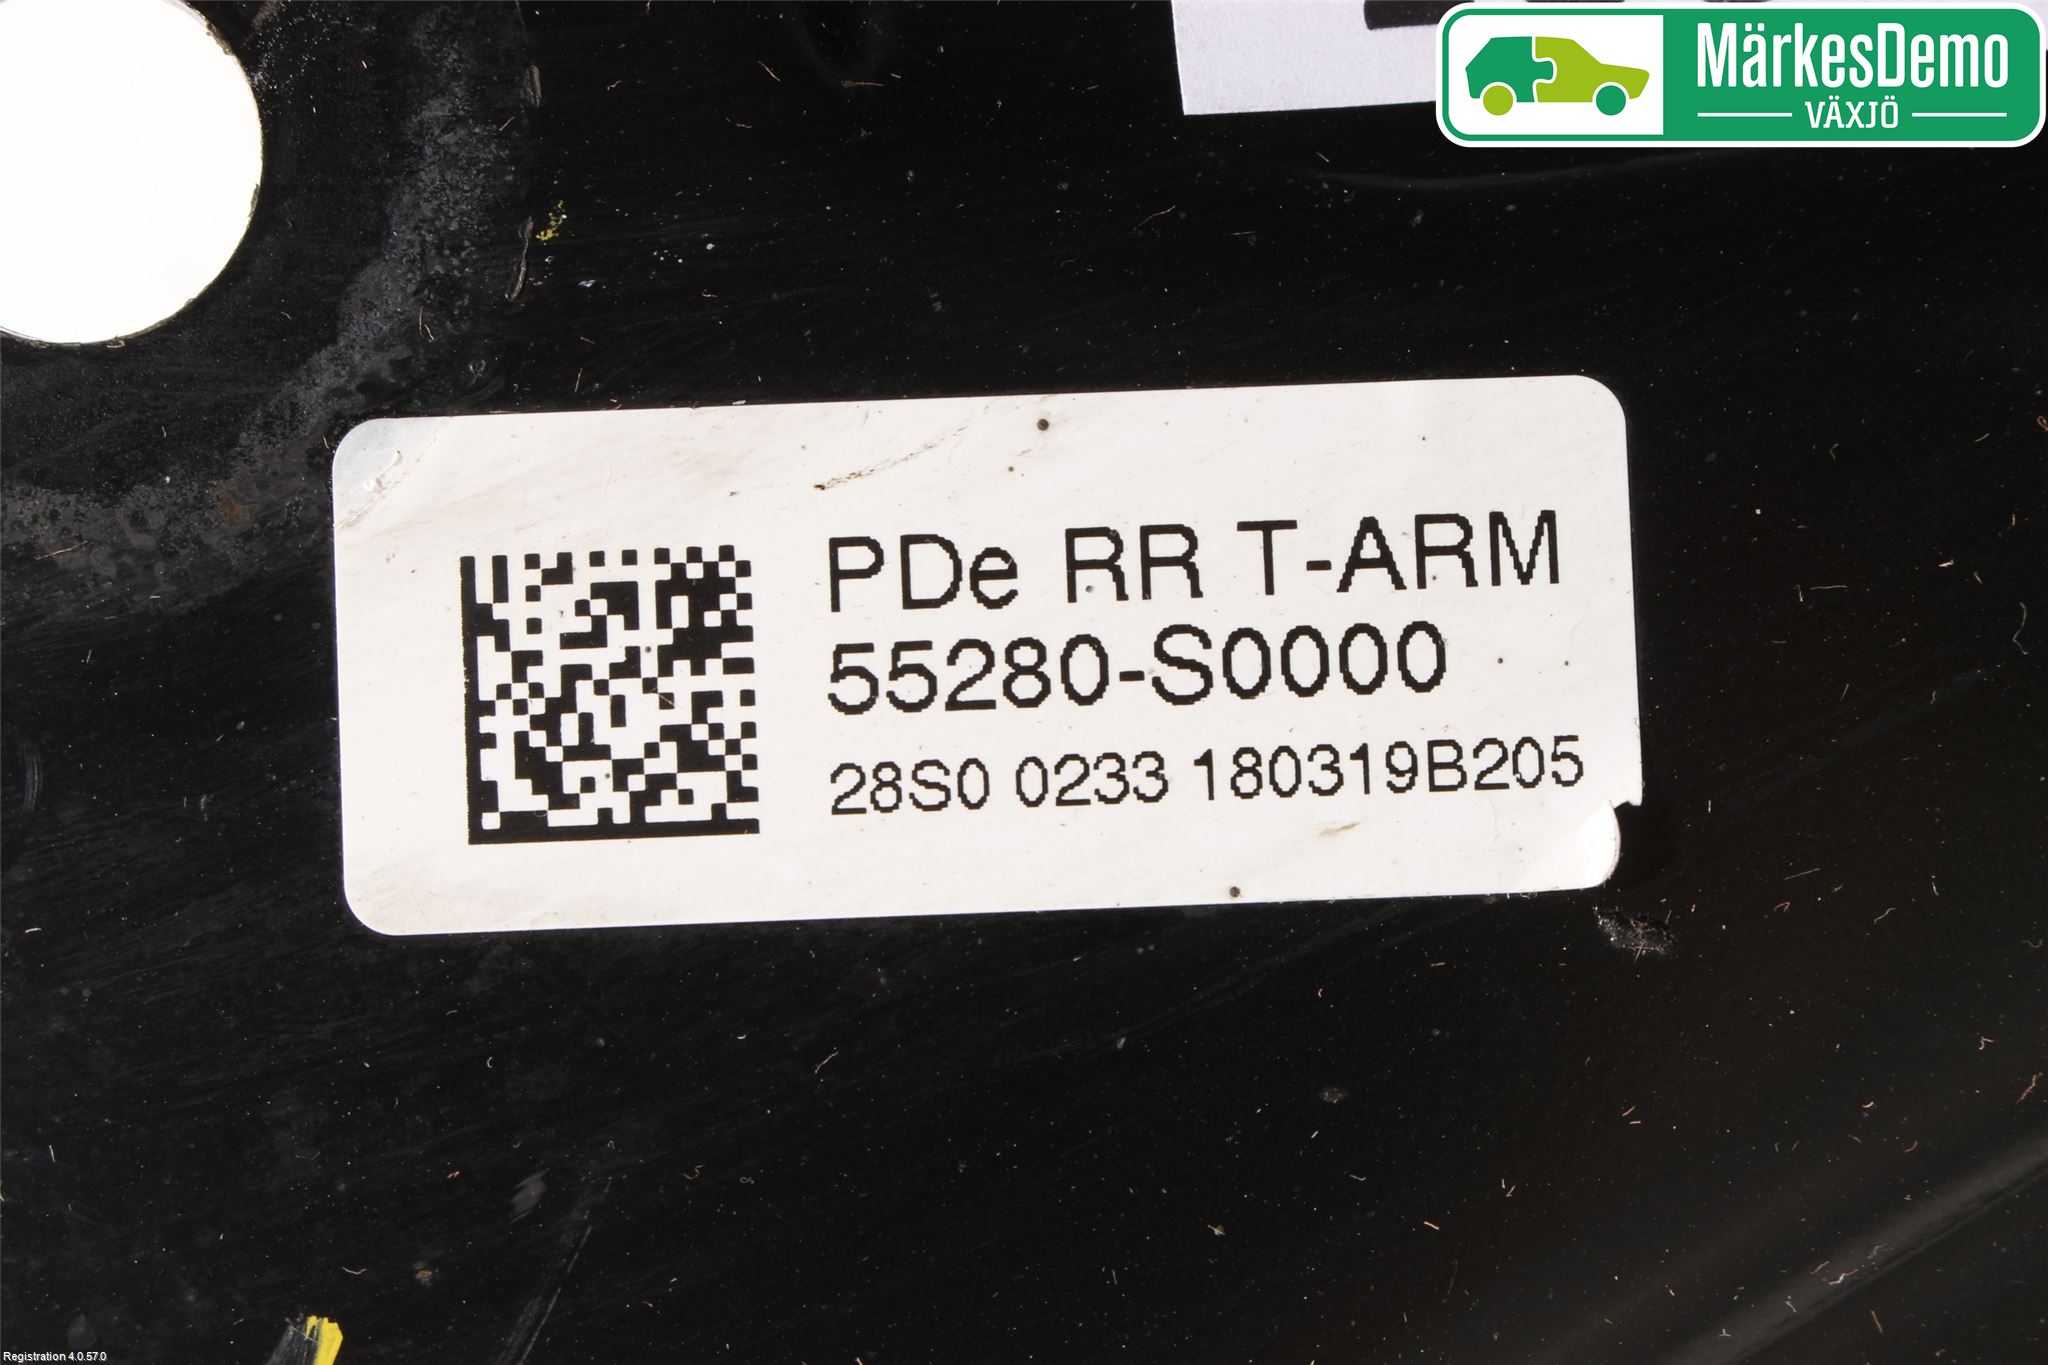 MärkesDemo
VÄXJÖ
PDe RR T-ARM
55280-S0000
28S0 0233 180319B205
Registration 4.0.57.0